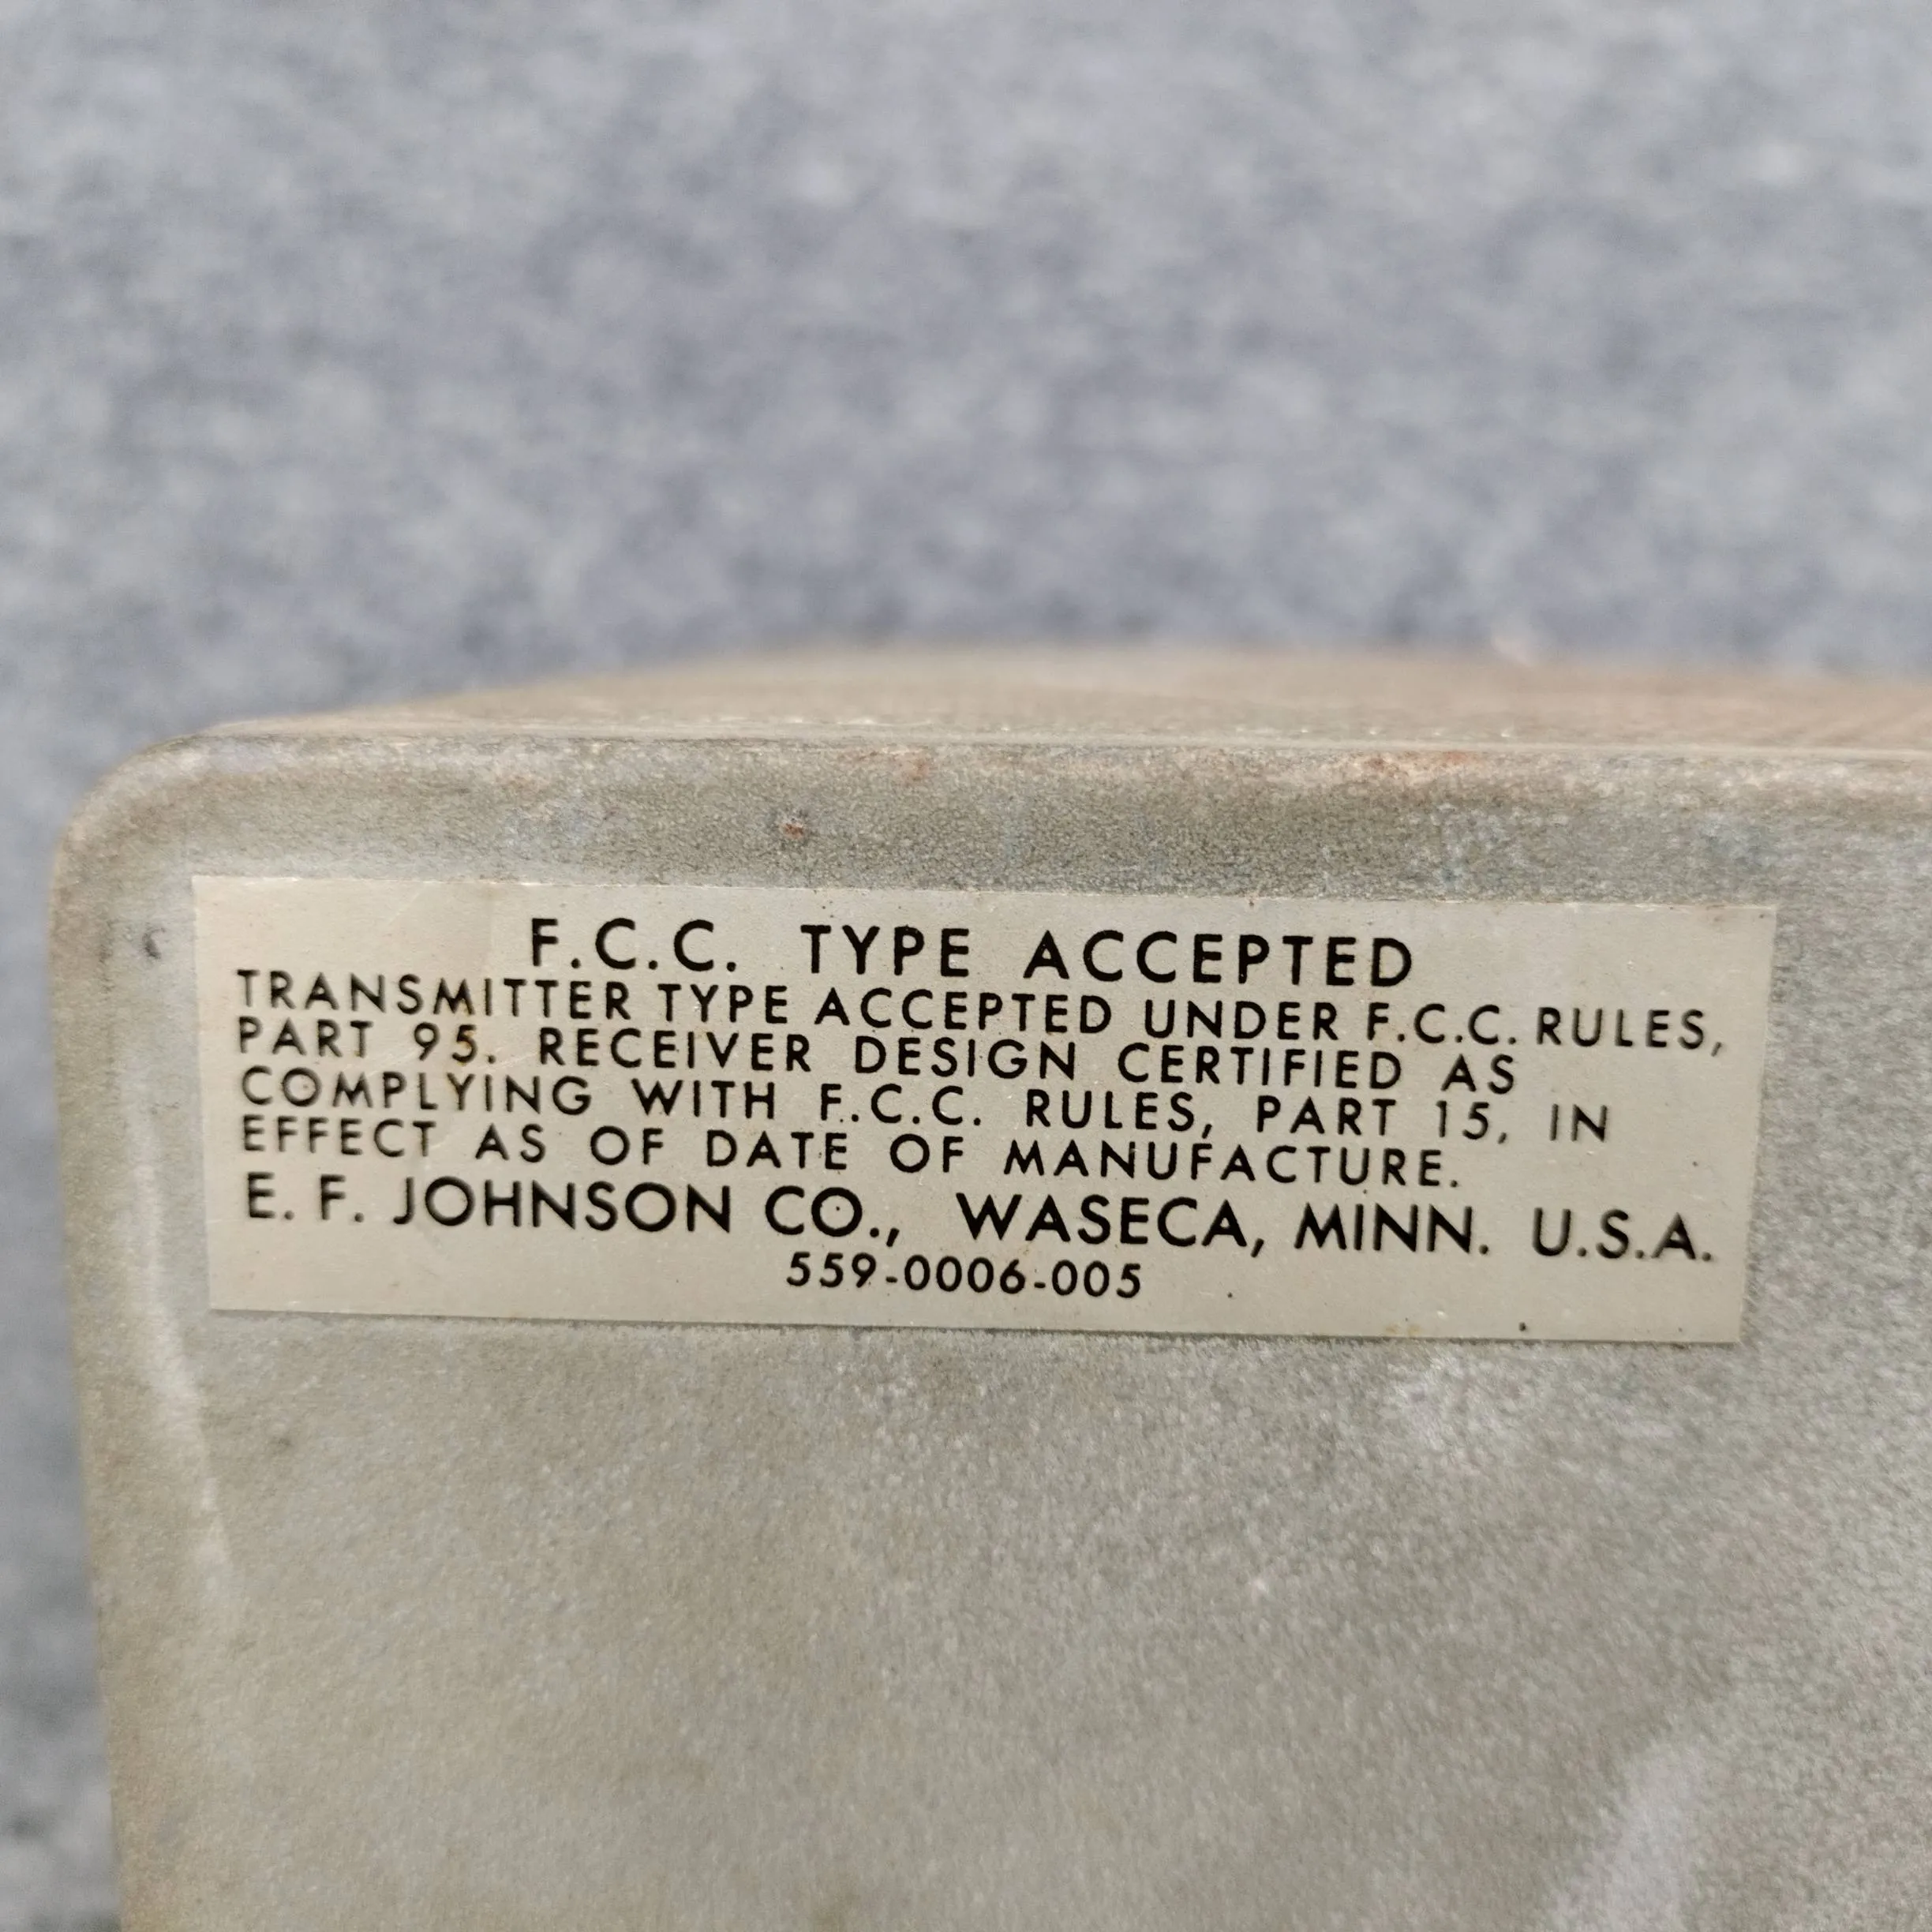 F.C.C. TYPE ACCEPTED
TRANSMITTER TYPE ACCEPTED UNDER F.C.C. RULES,
PART 95. RECEIVER DESIGN CERTIFIED AS
COMPLYING WITH F.C.C. RULES, PART 15, IN
EFFECT AS OF DATE OF MANUFACTURE.
E. F. JOHNSON CO., WASECA, MINN. U.S.A.
559-0006-005